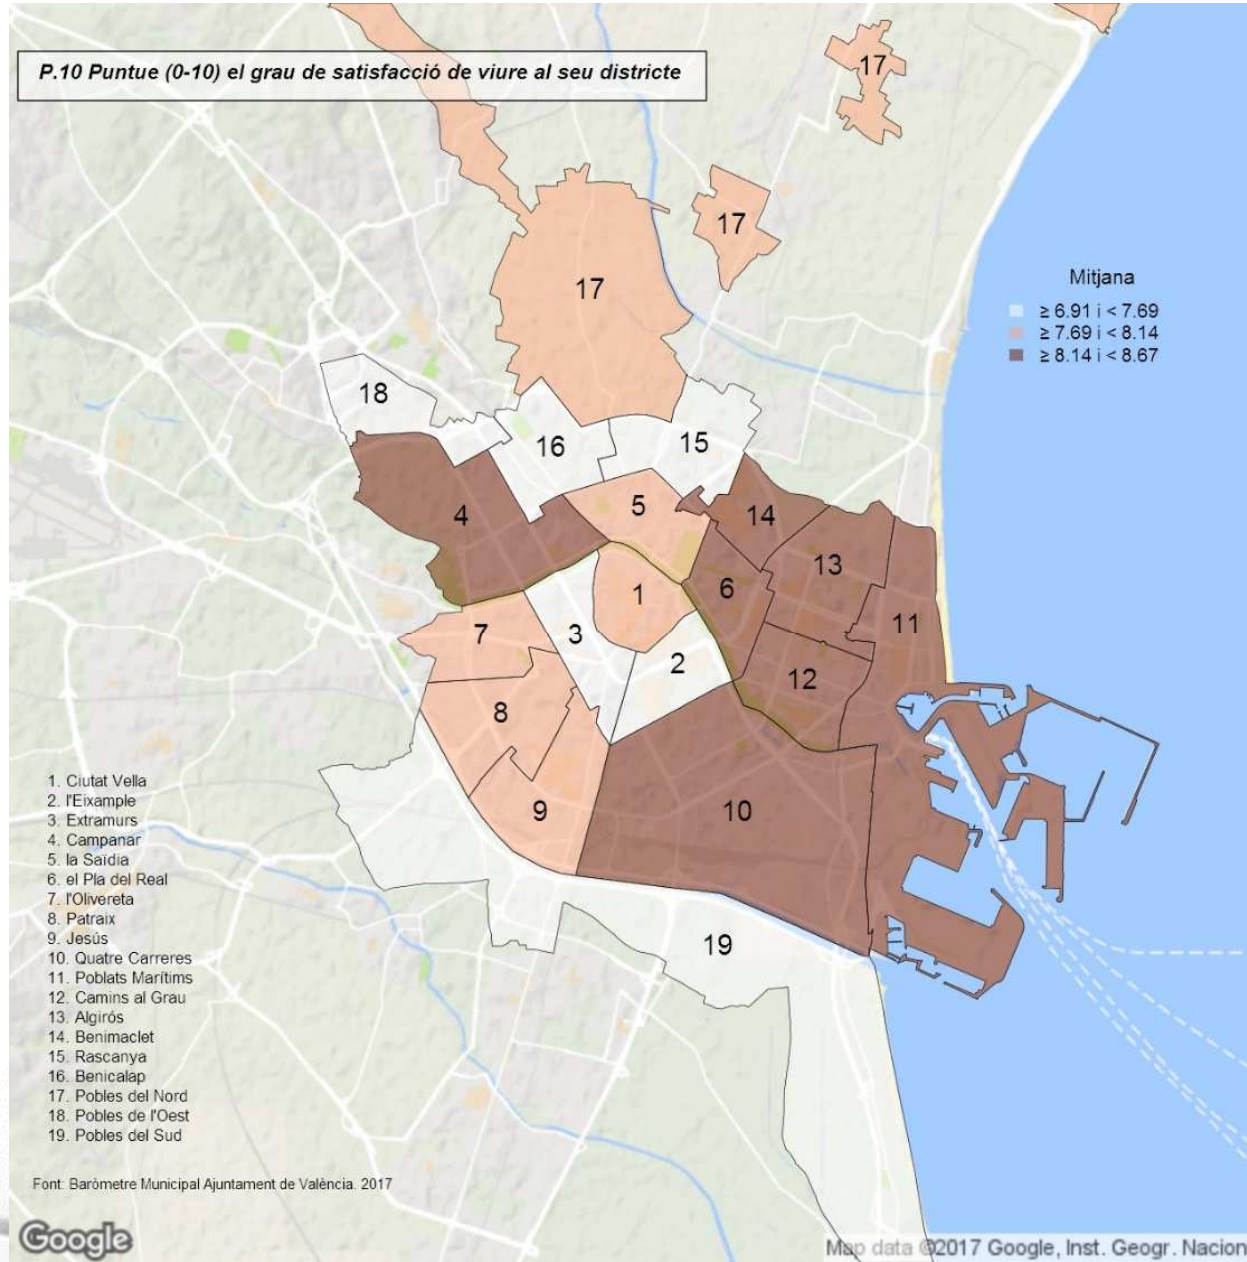 P.10 Puntue (0-10) el grau de satisfacció de viure al seu districte
17
17
17
Mitjana
≥ 6.91 i < 7.69
≥ 7.69 i < 8.14
≥ 8.14 i < 8.67
18
16
15
5
4
14
13
6
1
11
7
3
2
12
8
10
9
19
1. Ciutat Vella
2. l'Eixample
3. Extramurs
4. Campanar
5. la Saïdia
6. el Pla del Real
7. l'Olivereta
8. Patraix
9. Jesús
10. Quatre Carreres
11. Poblats Marítims
12. Camins al Grau
13. Algirós
14. Benimaclet
15. Rascanya
16. Benicalap
17. Pobles del Nord
18. Pobles de l'Oest
19. Pobles del Sud
Font: Baròmetre Municipal Ajuntament de València. 2017
Google
Map data ©2017 Google, Inst. Geogr. Nacion